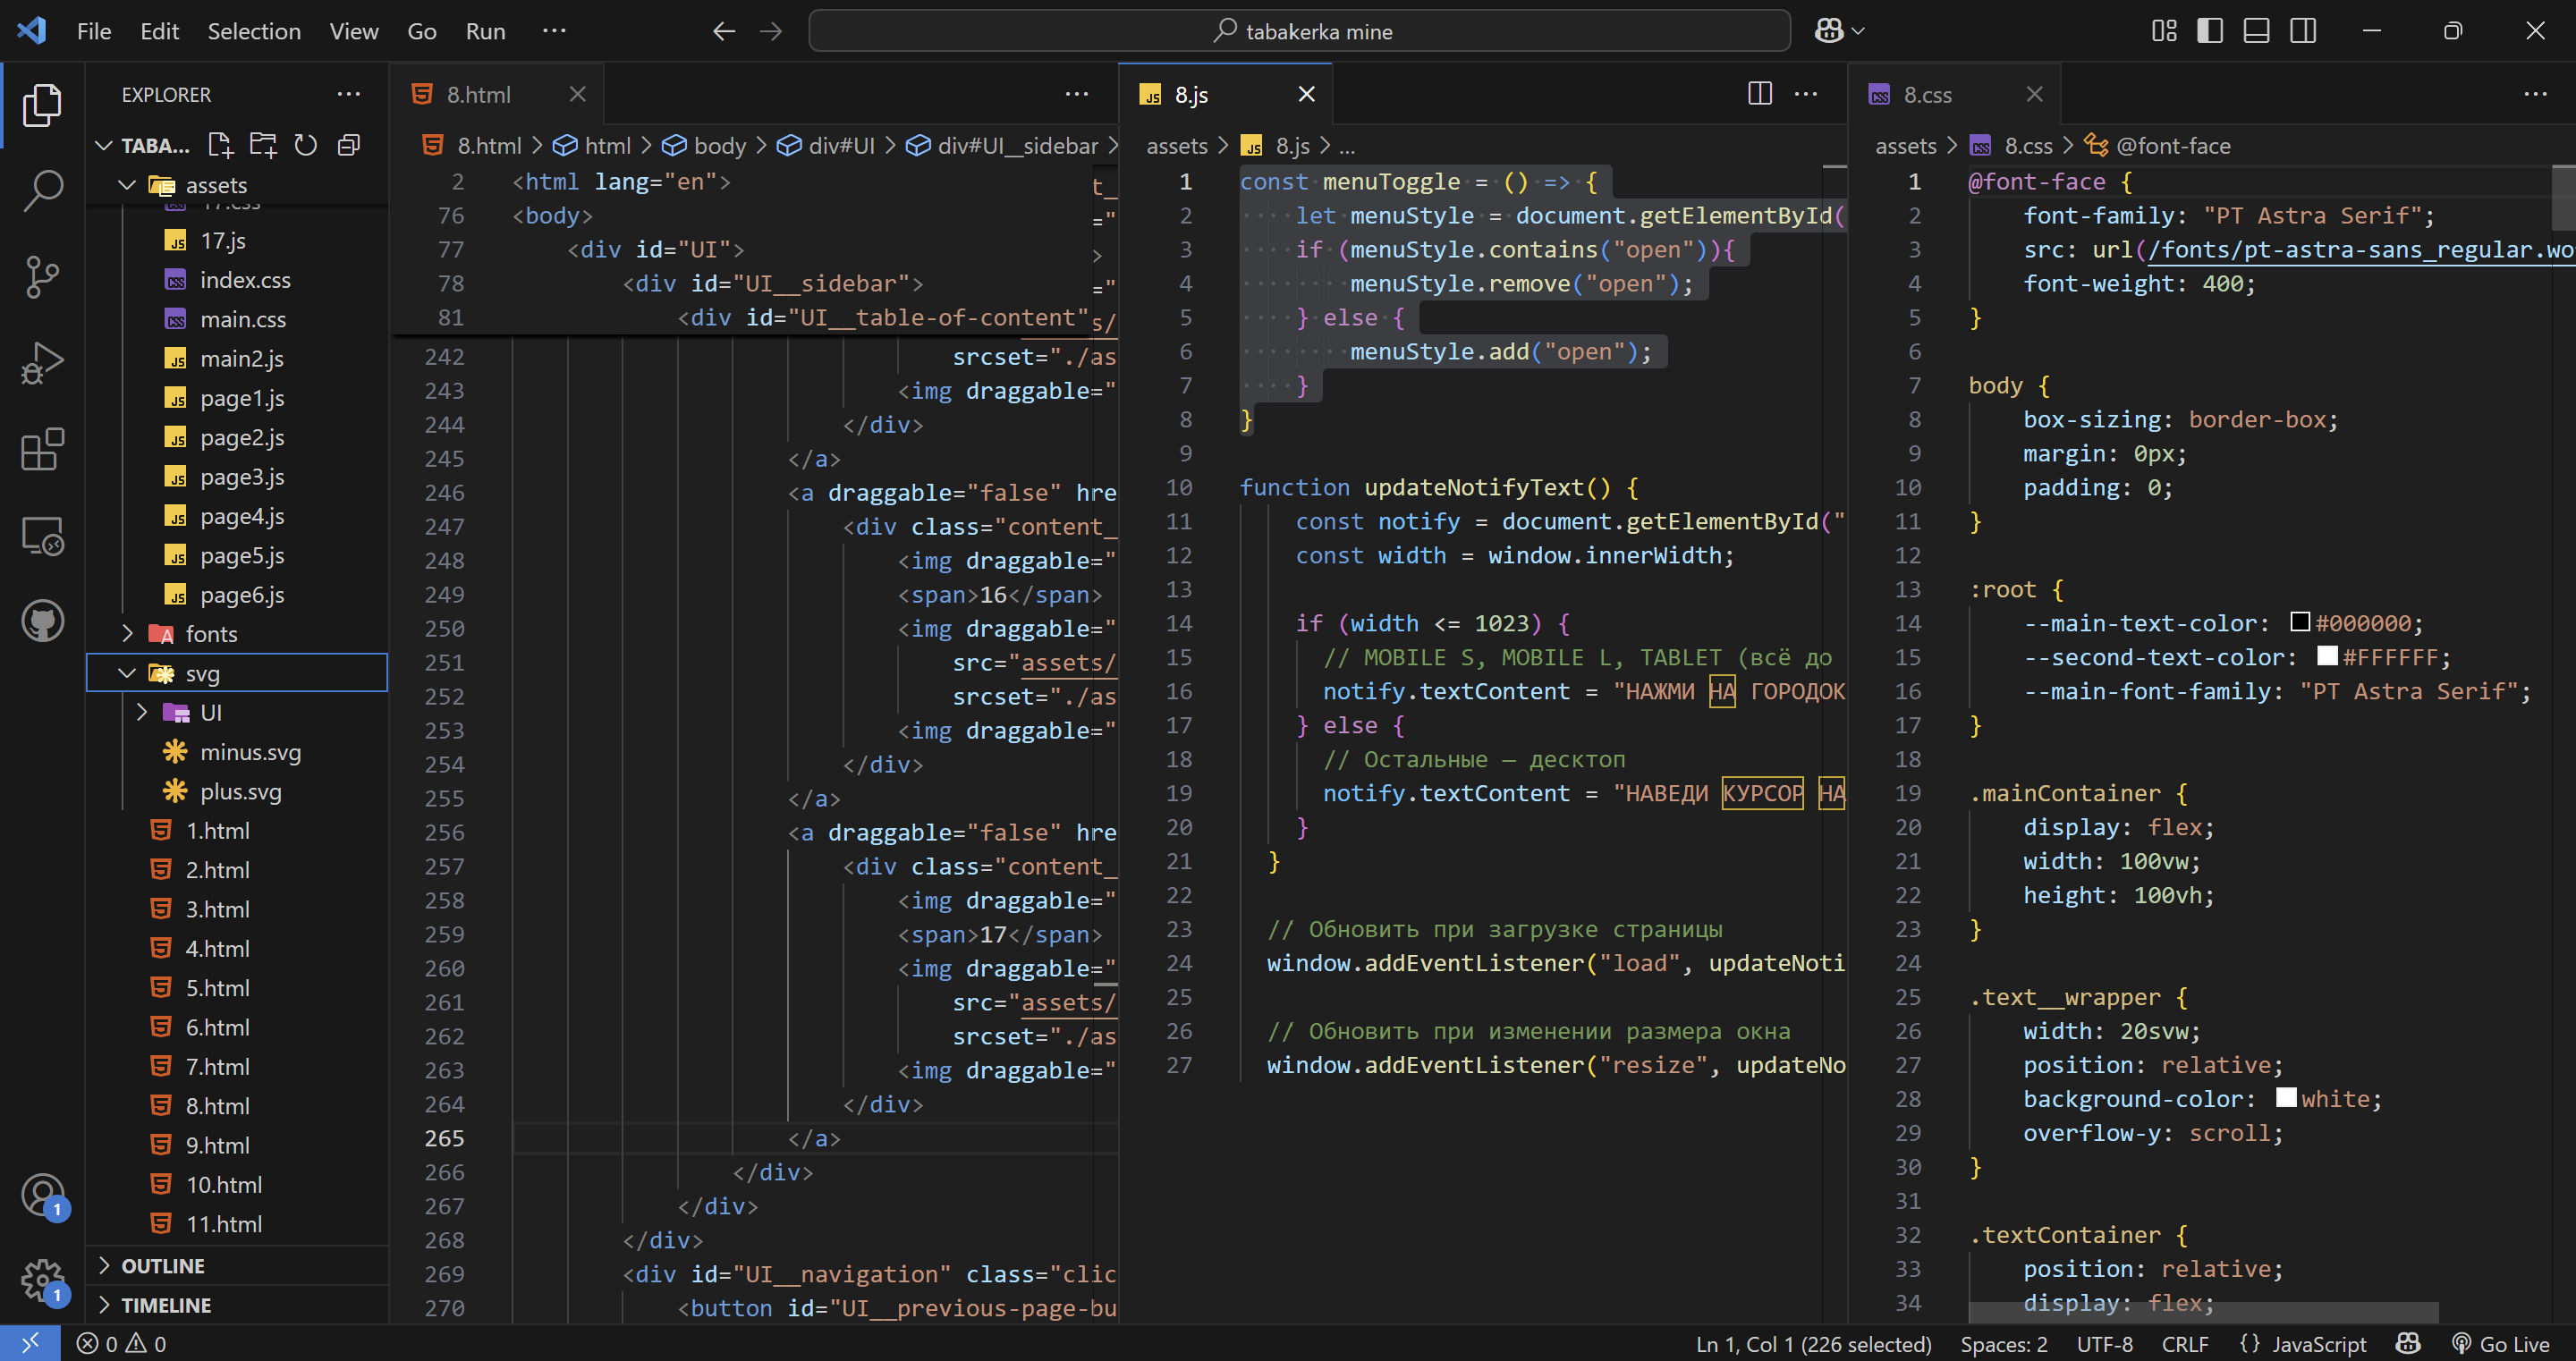 File Edit Selection View Go Run ···
tabakerka mine
EXPLORER
TABA...
assets
17.js
index.css
main.css
main2.js
page1.js
page2.js
page3.js
page4.js
page5.js
page6.js
fonts
svg
UI
minus.svg
plus.svg
1.html
2.html
3.html
4.html
5.html
6.html
7.html
8.html
9.html
10.html
11.html
OUTLINE
TIMELINE
8.html
8.html > html > body > div#UI > div#UI__sidebar >
2 <html lang="en">
76 <body>
77 <div id="UI">
78 <div id="UI__sidebar">
81 <div id="UI__table-of-content"
242 srcset="./as
243 <img draggable="
244 </div>
245 </a>
246 <a draggable="false" hre
247 <div class="content_
248 <img draggable="
249 <span>16</span>
250 <img draggable="
251 src="assets/
252 srcset="./as
253 <img draggable="
254 </div>
255 </a>
256 <a draggable="false" hre
257 <div class="content_
258 <img draggable="
259 <span>17</span>
260 <img draggable="
261 src="assets/
262 srcset="./as
263 <img draggable="
264 </div>
265 </a>
266 </div>
267 </div>
268 </div>
269 <div id="UI__navigation" class="clic
270 <button id="UI__previous-page-bu
8.js
assets > 8.js > ...
1 const menuToggle = () => {
2 let menuStyle = document.getElementById(
3 if (menuStyle.contains("open")){
4 menuStyle.remove("open");
5 } else {
6 menuStyle.add("open");
7 }
8 }
9
10 function updateNotifyText() {
11 const notify = document.getElementById("
12 const width = window.innerWidth;
13
14 if (width <= 1023) {
15 // MOBILE S, MOBILE L, TABLET (всё до
16 notify.textContent = "НАЖМИ НА ГОРОДОК
17 } else {
18 // Остальные — десктоп
19 notify.textContent = "НАВЕДИ КУРСОР НА
20 }
21 }
22
23 // Обновить при загрузке страницы
24 window.addEventListener("load", updateNoti
25
26 // Обновить при изменении размера окна
27 window.addEventListener("resize", updateNo
8.css
assets > 8.css > @font-face
1 @font-face {
2 font-family: "PT Astra Serif";
3 src: url(/fonts/pt-astra-sans_regular.wo
4 font-weight: 400;
5 }
6
7 body {
8 box-sizing: border-box;
9 margin: 0px;
10 padding: 0;
11 }
12
13 :root {
14 --main-text-color: #000000;
15 --second-text-color: #FFFFFF;
16 --main-font-family: "PT Astra Serif";
17 }
18
19 .mainContainer {
20 display: flex;
21 width: 100vw;
22 height: 100vh;
23 }
24
25 .text__wrapper {
26 width: 20svw;
27 position: relative;
28 background-color: white;
29 overflow-y: scroll;
30 }
31
32 .textContainer {
33 position: relative;
34 display: flex;
0 0
Ln 1, Col 1 (226 selected) Spaces: 2 UTF-8 CRLF {} JavaScript Go Live